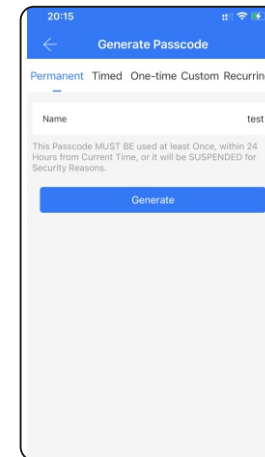 20:15
Generate Passcode
Permanent Timed One-time Custom Recurrin
Name test
This Passcode MUST BE used at least Once, within 24
Hours from Current Time, or it will be SUSPENDED for
Security Reasons.
Generate